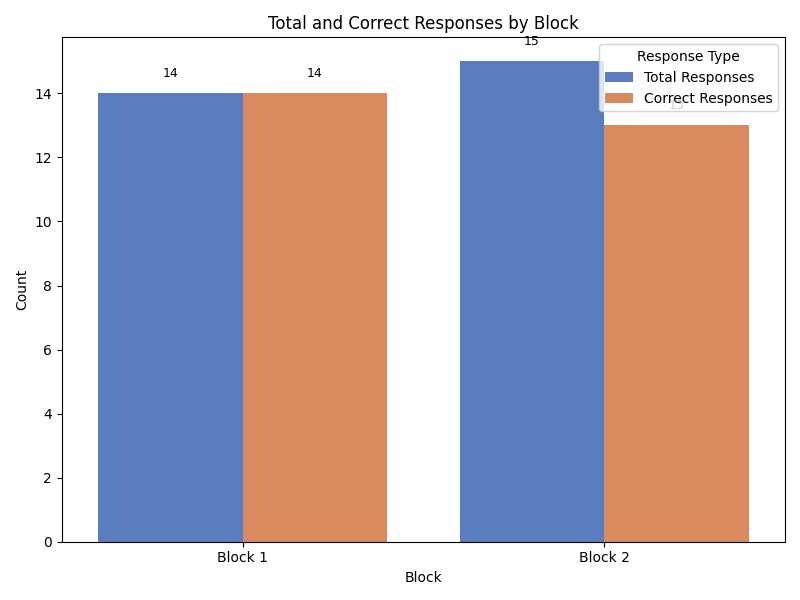 Total and Correct Responses by Block
15
Response Type
Total Responses
Correct Responses
14
14
13
14
12
10
8
6
4
2
0
Count
Block 1
Block 2
Block